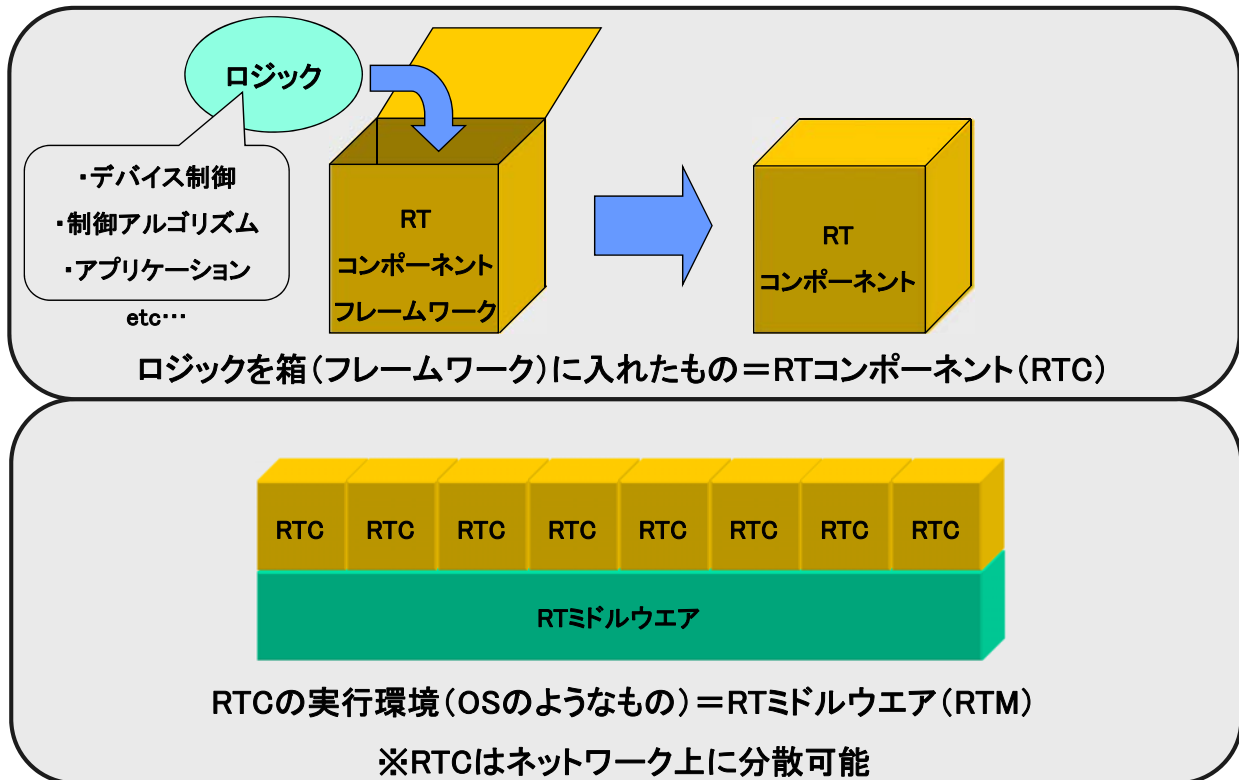 ロジック
・デバイス制御
・制御アルゴリズム
・アプリケーション
etc…
RT
コンポーネント
フレームワーク
RT
コンポーネント
ロジックを箱(フレームワーク)に入れたもの＝RTコンポーネント(RTC)
RTC RTC RTC RTC RTC RTC RTC RTC
RTミドルウエア
RTCの実行環境(OSのようなもの)＝RTミドルウエア(RTM)
※RTCはネットワーク上に分散可能